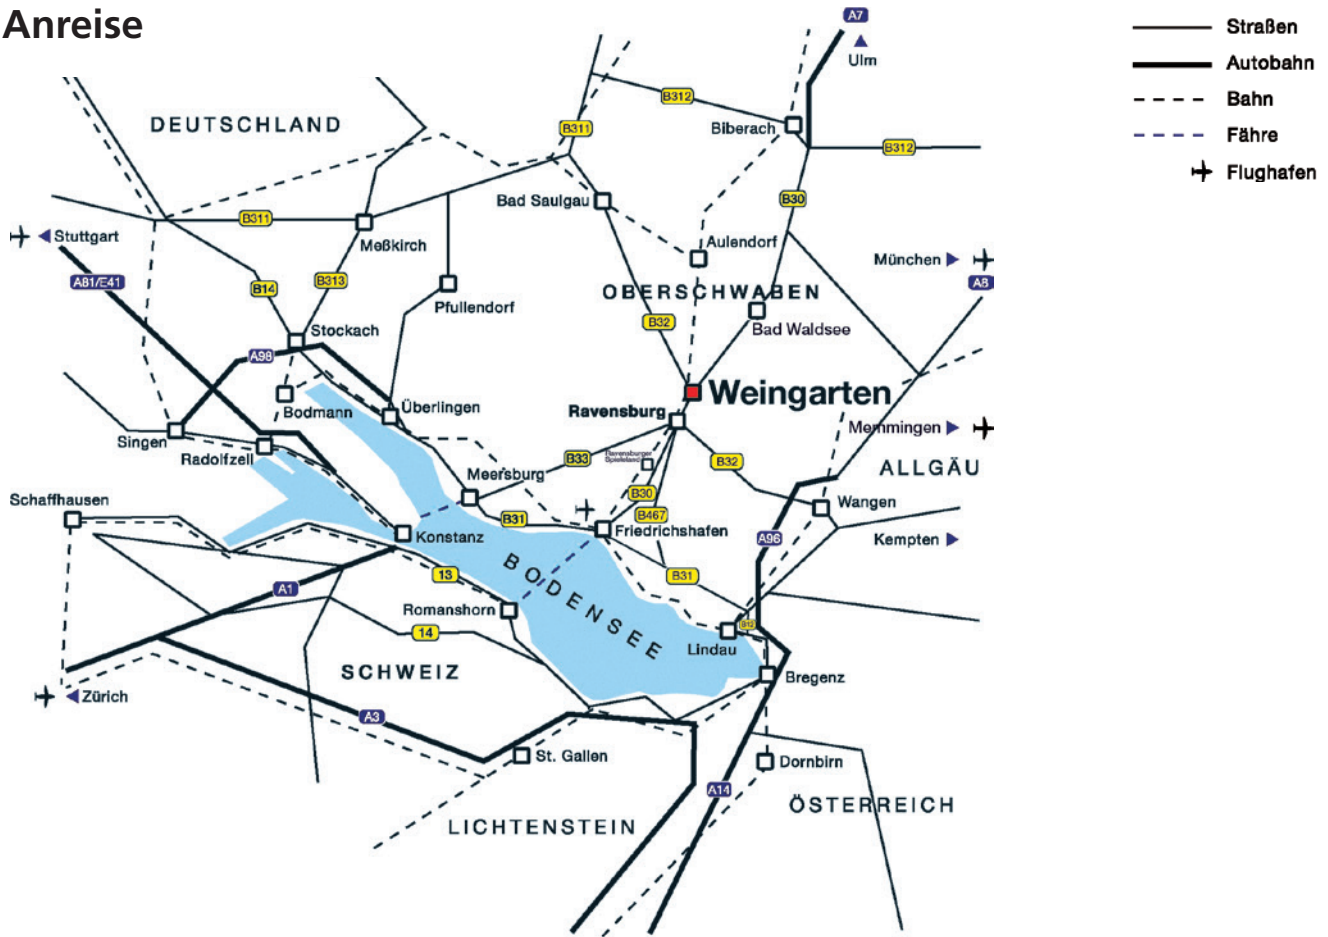 Anreise
A7
Ulm
Straßen
Autobahn
Bahn
Fähre
Flughafen
DEUTSCHLAND
B312
B311
Biberach
B312
Bad Saulgau
B30
B311
Meßkirch
Stuttgart
Aulendorf
München
A81/E41
B14
B313
Pfullendorf
OBERSCHWABEN
A8
Stockach
B32
Bad Waldsee
A98
Weingarten
Bodmann
Überlingen
Ravensburg
Memmingen
Singen
Radolfzell
B33
Ravensburger
Spieleland
B32
ALLGÄU
Meersburg
B30
Schaffhausen
B31
B467
Wangen
Konstanz
Friedrichshafen
A96
Kempten
BODENSEE
13
B31
A1
Romanshorn
B12
14
Lindau
SCHWEIZ
Bregenz
Zürich
A3
St. Gallen
Dornbirn
A14
ÖSTERREICH
LICHTENSTEIN